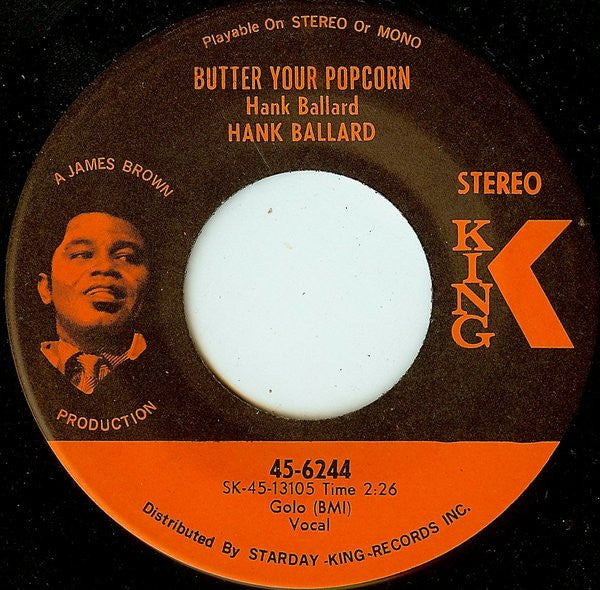 Playable On STEREO Or MONO
BUTTER YOUR POPCORN
Hank Ballard
HANK BALLARD
A JAMES BROWN
PRODUCTION
STEREO
KING
45-6244
SK-45-13105 Time 2:26
Golo (BMI)
Vocal
Distributed By STARDAY-KING-RECORDS INC.